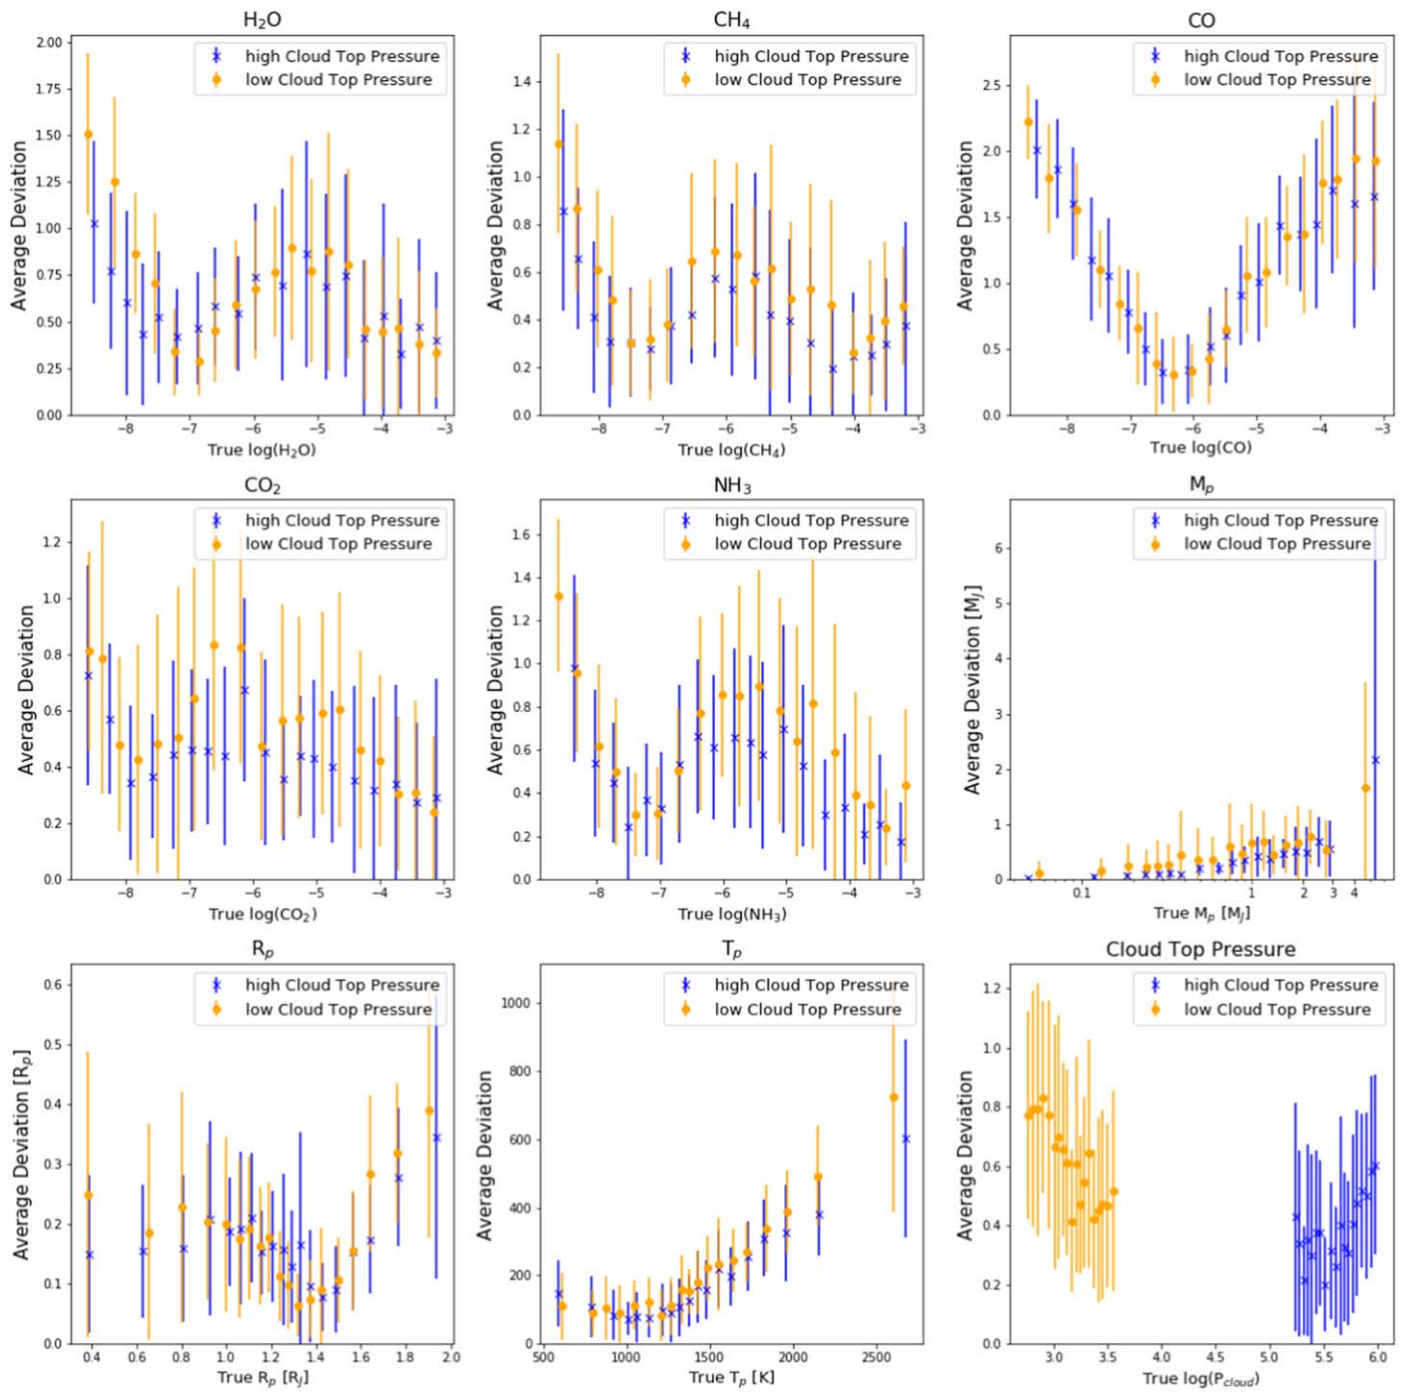 H₂O
2.00
1.75
1.50
1.25
1.00
0.75
0.50
0.25
0.00
Average Deviation
high Cloud Top Pressure
low Cloud Top Pressure
−8 −7 −6 −5 −4 −3
True log(H₂O)
CH₄
1.4
1.2
1.0
0.8
0.6
0.4
0.2
0.0
Average Deviation
high Cloud Top Pressure
low Cloud Top Pressure
−8 −7 −6 −5 −4 −3
True log(CH₄)
CO
2.5
2.0
1.5
1.0
0.5
0.0
Average Deviation
high Cloud Top Pressure
low Cloud Top Pressure
−8 −7 −6 −5 −4 −3
True log(CO)
CO₂
1.2
1.0
0.8
0.6
0.4
0.2
0.0
Average Deviation
high Cloud Top Pressure
low Cloud Top Pressure
−8 −7 −6 −5 −4 −3
True log(CO₂)
NH₃
1.6
1.4
1.2
1.0
0.8
0.6
0.4
0.2
0.0
Average Deviation
high Cloud Top Pressure
low Cloud Top Pressure
−8 −7 −6 −5 −4 −3
True log(NH₃)
Mₚ
6
5
4
3
2
1
0
Average Deviation [M_J]
high Cloud Top Pressure
low Cloud Top Pressure
0.1 1 2 3 4
True Mₚ [M_J]
Rₚ
0.6
0.5
0.4
0.3
0.2
0.1
0.0
Average Deviation [Rₚ]
high Cloud Top Pressure
low Cloud Top Pressure
0.4 0.6 0.8 1.0 1.2 1.4 1.6 1.8 2.0
True Rₚ [R_J]
Tₚ
1000
800
600
400
200
0
Average Deviation
high Cloud Top Pressure
low Cloud Top Pressure
500 1000 1500 2000 2500
True Tₚ [K]
Cloud Top Pressure
1.2
1.0
0.8
0.6
0.4
0.2
0.0
Average Deviation
high Cloud Top Pressure
low Cloud Top Pressure
3.0 3.5 4.0 4.5 5.0 5.5 6.0
True log(P_cloud)